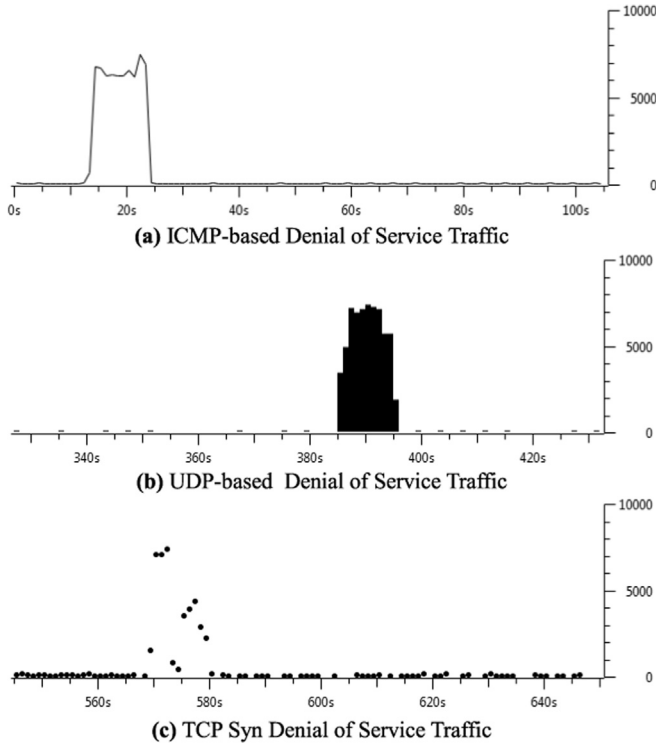 10000
5000
0
0s 20s 40s 60s 80s 100s
(a) ICMP-based Denial of Service Traffic
10000
5000
0
340s 360s 380s 400s 420s
(b) UDP-based Denial of Service Traffic
10000
5000
0
560s 580s 600s 620s 640s
(c) TCP Syn Denial of Service Traffic